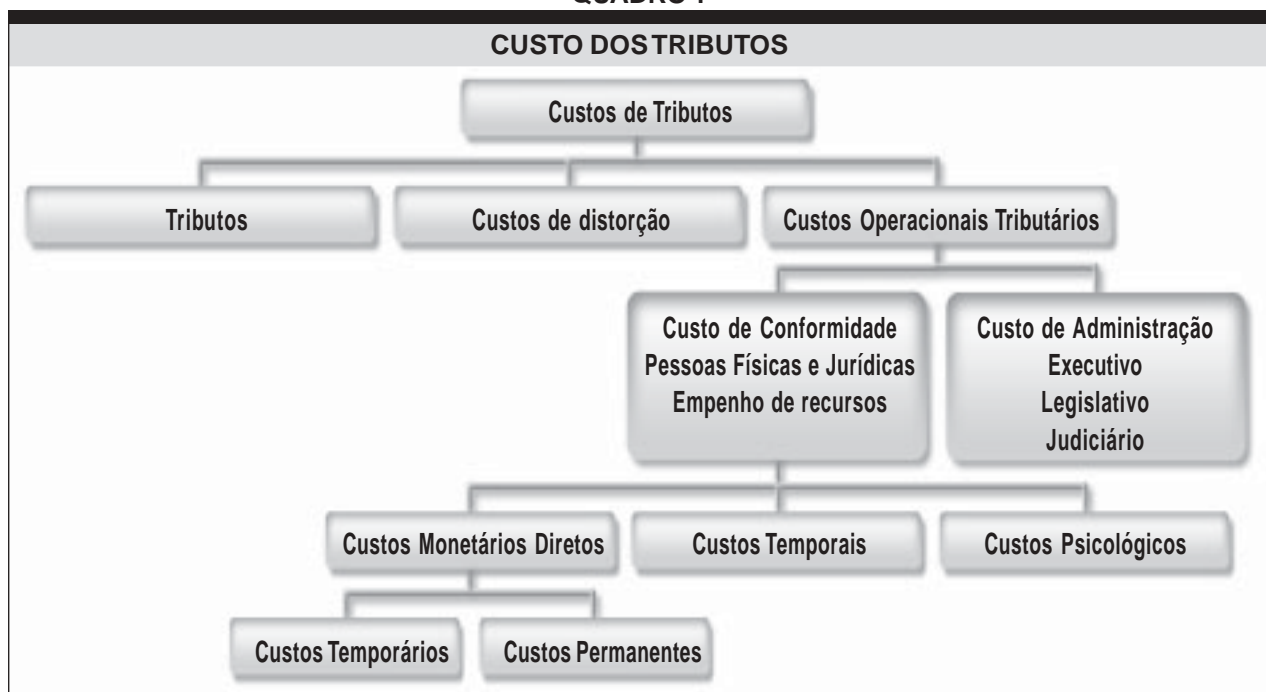 CUSTO DOS TRIBUTOS
Custos de Tributos
Tributos
Custos de distorção
Custos Operacionais Tributários
Custo de Conformidade
Pessoas Físicas e Jurídicas
Empenho de recursos
Custo de Administração
Executivo
Legislativo
Judiciário
Custos Monetários Diretos
Custos Temporais
Custos Psicológicos
Custos Temporários
Custos Permanentes